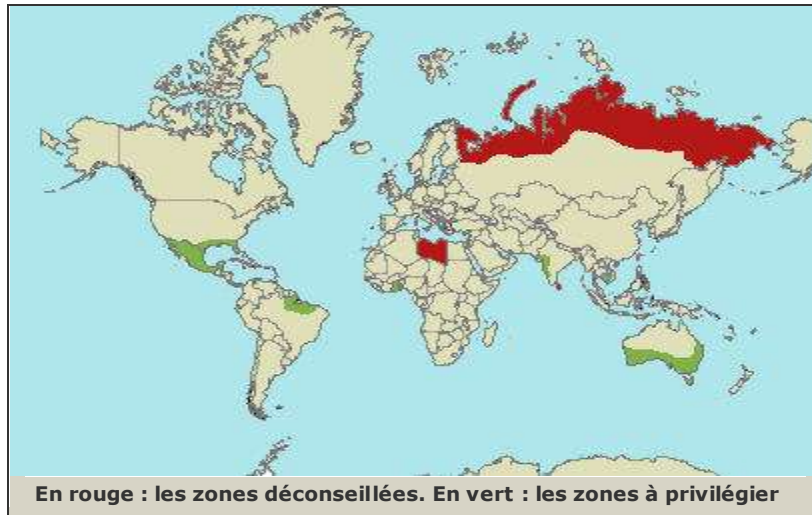 En rouge : les zones déconseillées. En vert : les zones à privilégier